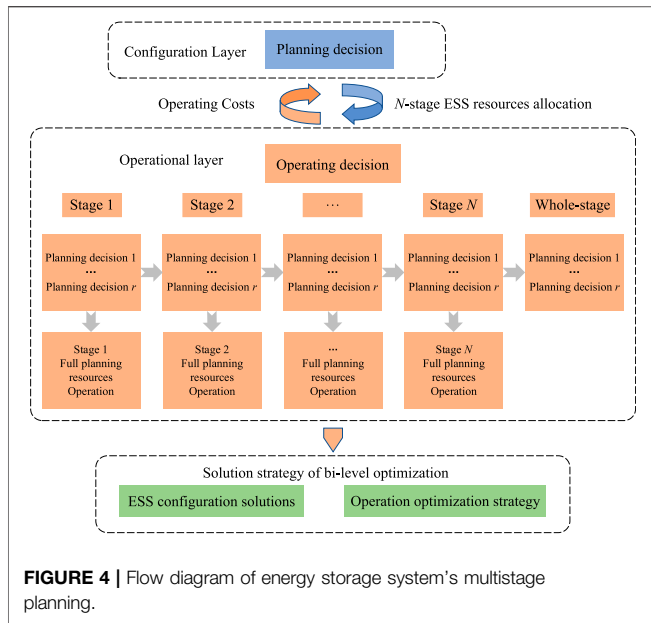 Configuration Layer
Planning decision
Operating Costs
N-stage ESS resources allocation
Operational layer
Operating decision
Stage 1
Stage 2
...
Stage N
Whole-stage
Planning decision 1
...
Planning decision r
Planning decision 1
...
Planning decision r
Planning decision 1
...
Planning decision r
Planning decision 1
...
Planning decision r
Planning decision 1
...
Planning decision r
Stage 1
Full planning
resources
Operation
Stage 2
Full planning
resources
Operation
...
Full planning
resources
Operation
Stage N
Full planning
resources
Operation
Solution strategy of bi-level optimization
ESS configuration solutions
Operation optimization strategy
FIGURE 4 | Flow diagram of energy storage system's multistage
planning.